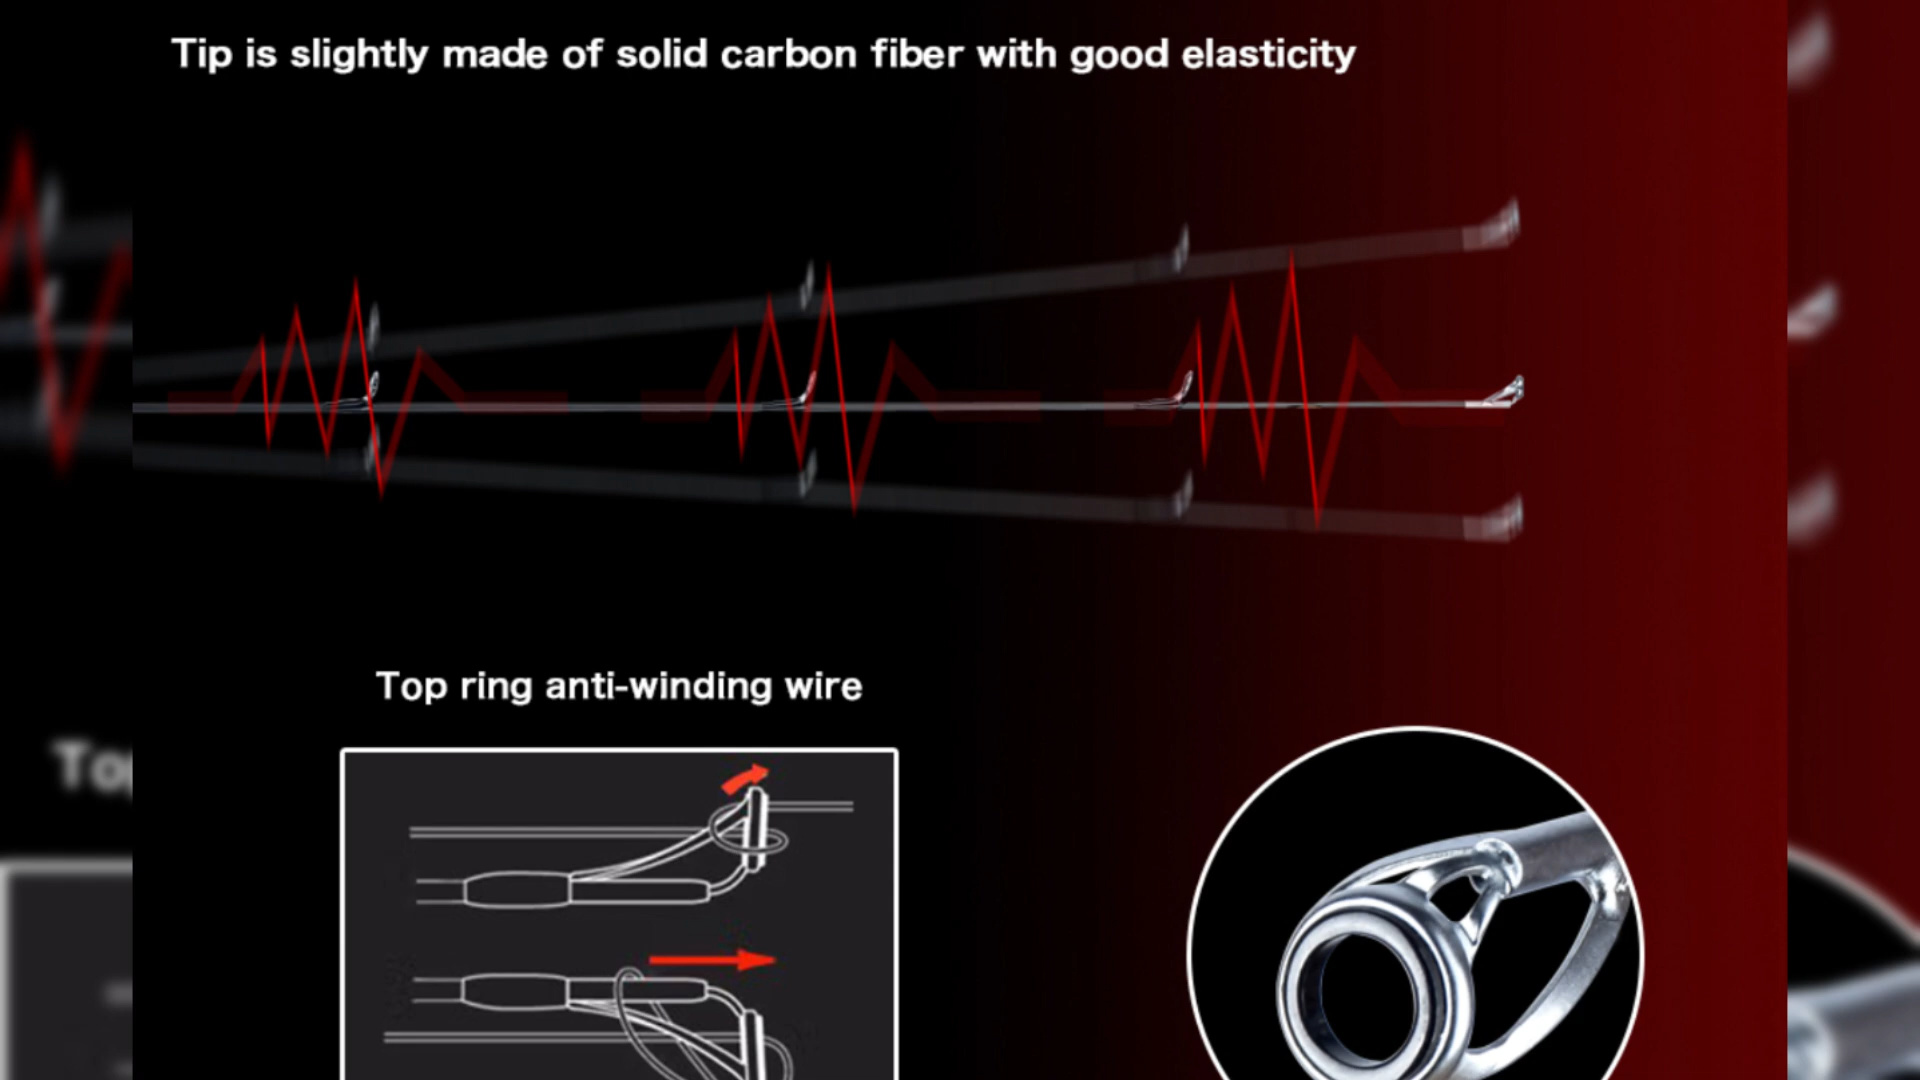 Tip is slightly made of solid carbon fiber with good elasticity
Top ring anti-winding wire